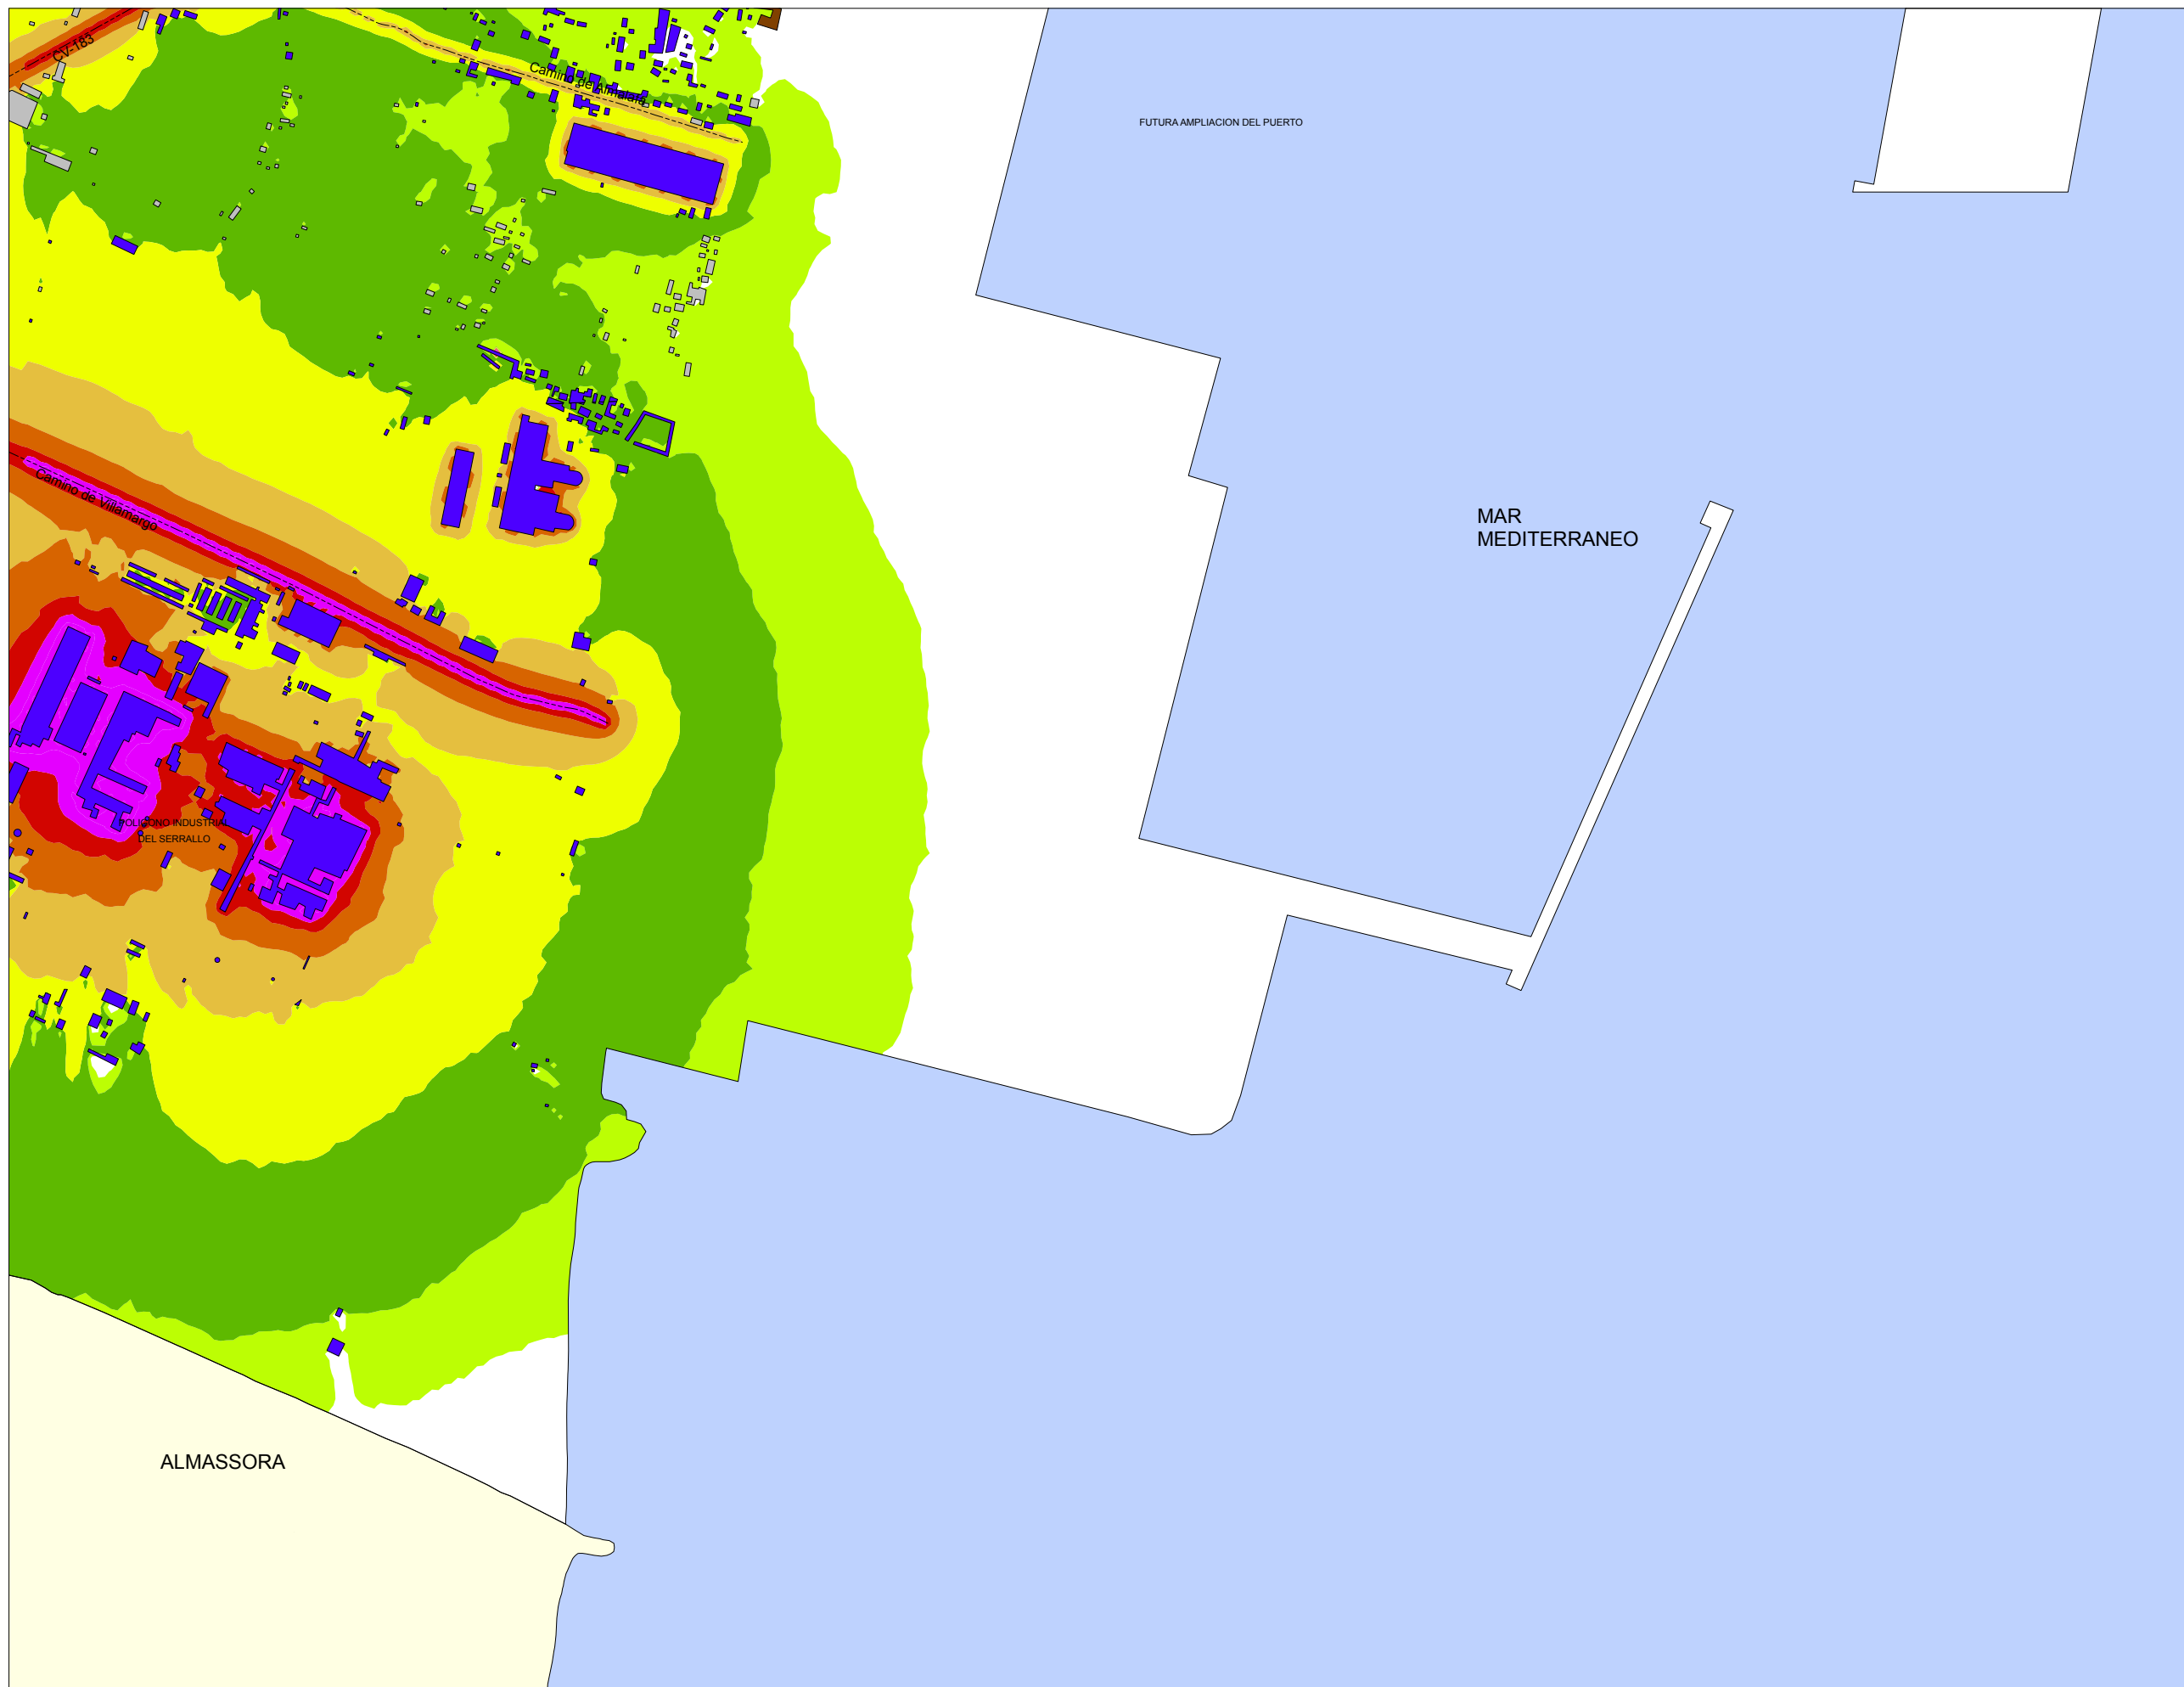 CV-183
Camino de Almalafa
FUTURA AMPLIACION DEL PUERTO
Camino de Villamargo
MAR
MEDITERRANEO
POLIGONO INDUSTRIAL
DEL SERRALLO
ALMASSORA